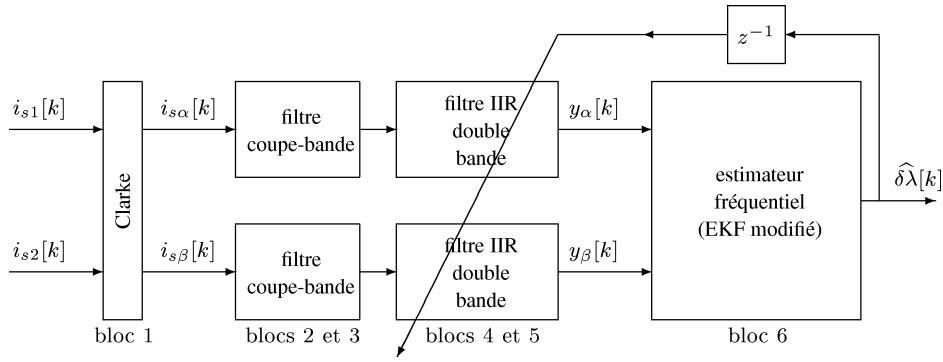 z⁻¹
i_{s1}[k]
i_{sα}[k]
filtre
coupe-bande
filtre IIR
double
bande
y_α[k]
Clarke
estimateur
fréquentiel
(EKF modifié)
\widehat{δλ}[k]
i_{s2}[k]
i_{sβ}[k]
filtre
coupe-bande
filtre IIR
double
bande
y_β[k]
bloc 1
blocs 2 et 3
blocs 4 et 5
bloc 6